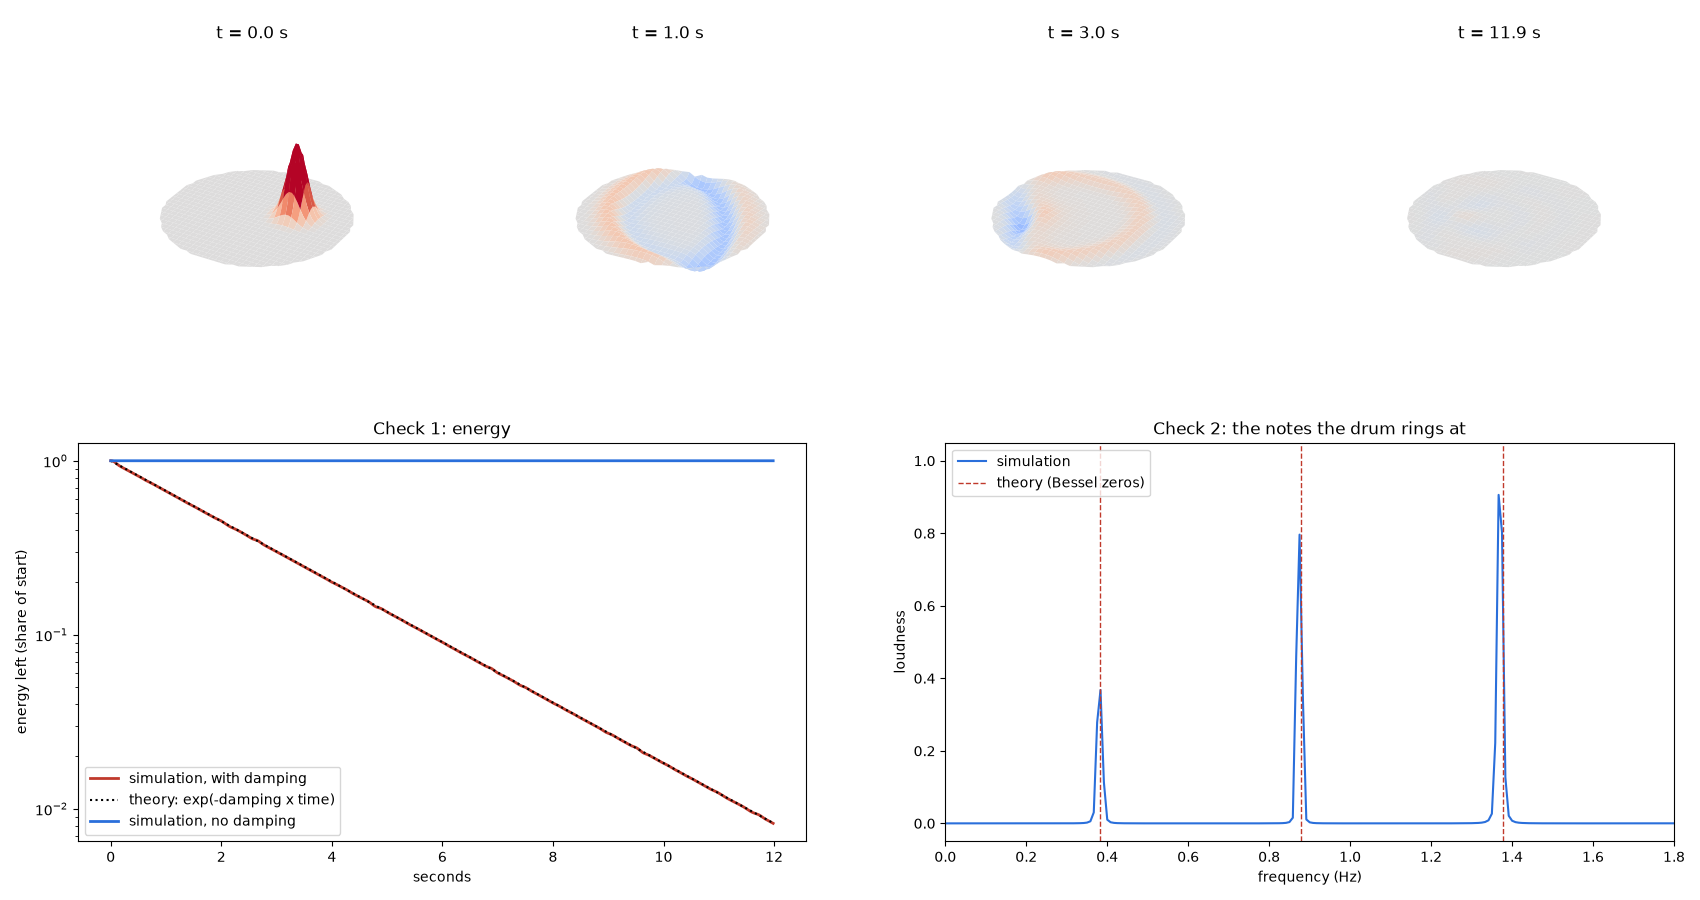 t = 0.0 s
t = 1.0 s
t = 3.0 s
t = 11.9 s
Check 1: energy
energy left (share of start)
10⁰
10⁻¹
10⁻²
simulation, with damping
theory: exp(-damping x time)
simulation, no damping
0 2 4 6 8 10 12
seconds
Check 2: the notes the drum rings at
loudness
1.0
0.8
0.6
0.4
0.2
0.0
simulation
theory (Bessel zeros)
0.0 0.2 0.4 0.6 0.8 1.0 1.2 1.4 1.6 1.8
frequency (Hz)